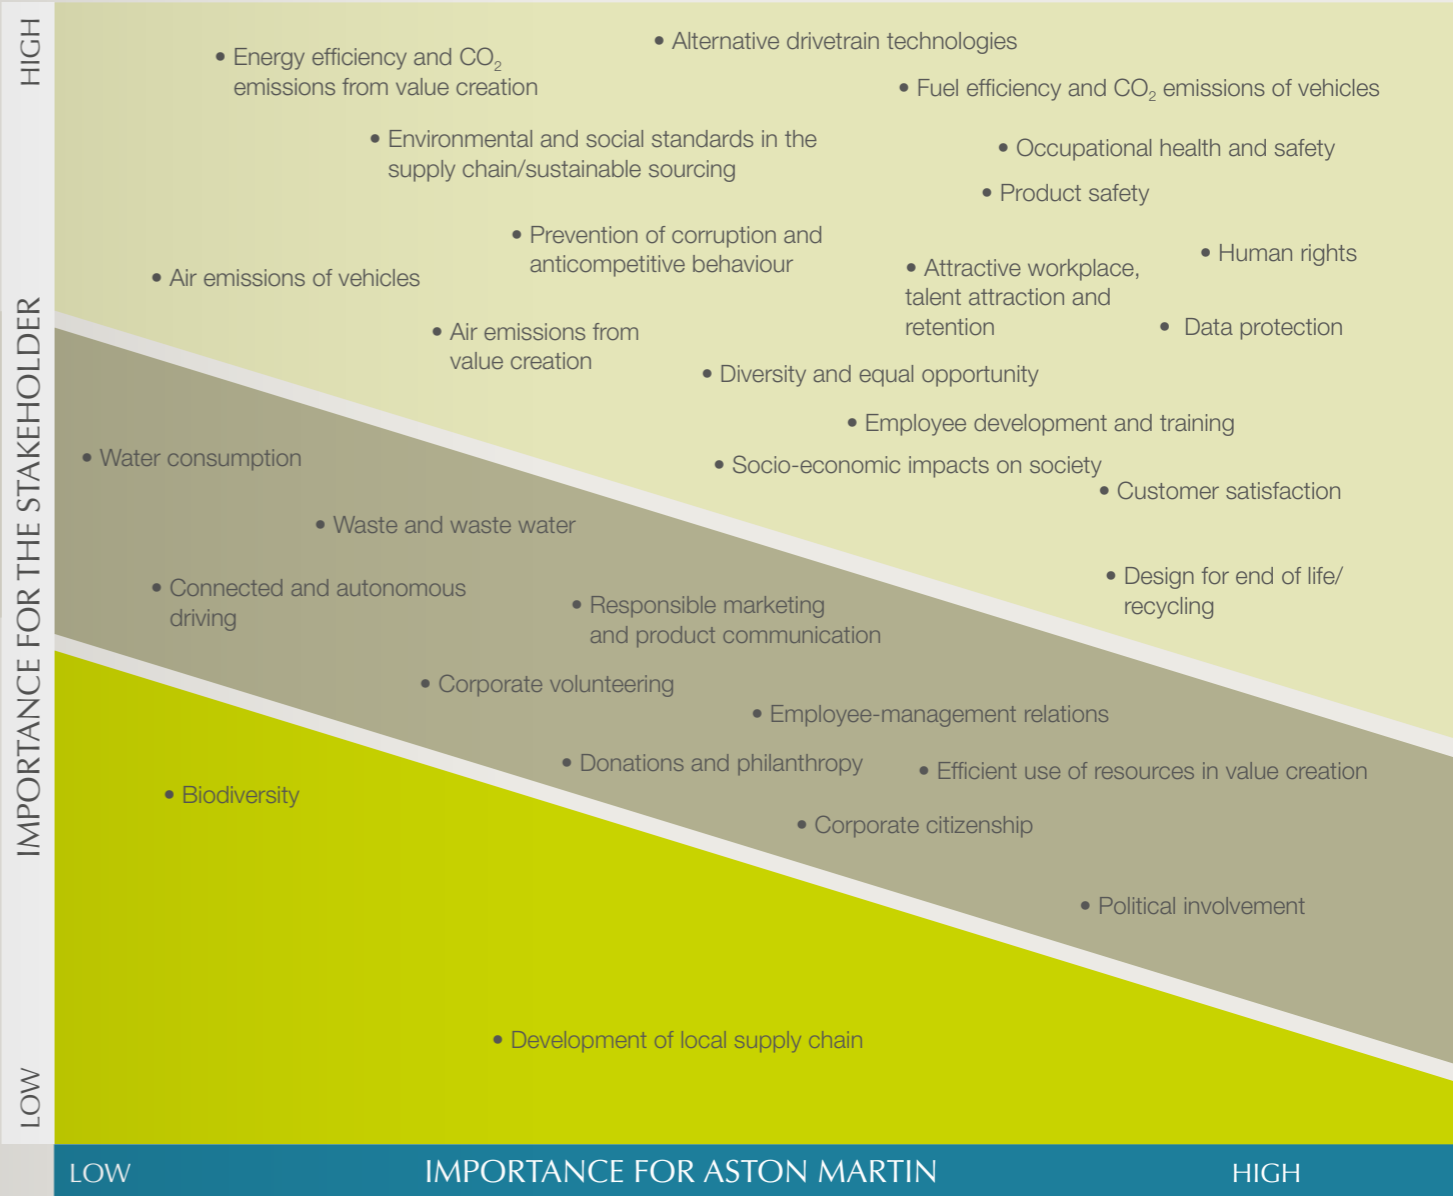 HIGH
IMPORTANCE FOR THE STAKEHOLDER
LOW
• Alternative drivetrain technologies
• Energy efficiency and CO₂
emissions from value creation
• Fuel efficiency and CO₂ emissions of vehicles
• Environmental and social standards in the
supply chain/sustainable sourcing
• Occupational health and safety
• Product safety
• Prevention of corruption and
anticompetitive behaviour
• Human rights
• Air emissions of vehicles
• Attractive workplace,
talent attraction and
retention
• Air emissions from
value creation
• Data protection
• Diversity and equal opportunity
• Employee development and training
• Water consumption
• Socio-economic impacts on society
• Customer satisfaction
• Waste and waste water
• Connected and autonomous
driving
• Design for end of life/
recycling
• Responsible marketing
and product communication
• Corporate volunteering
• Employee-management relations
• Donations and philanthropy
• Efficient use of resources in value creation
• Biodiversity
• Corporate citizenship
• Political involvement
• Development of local supply chain
LOW
IMPORTANCE FOR ASTON MARTIN
HIGH